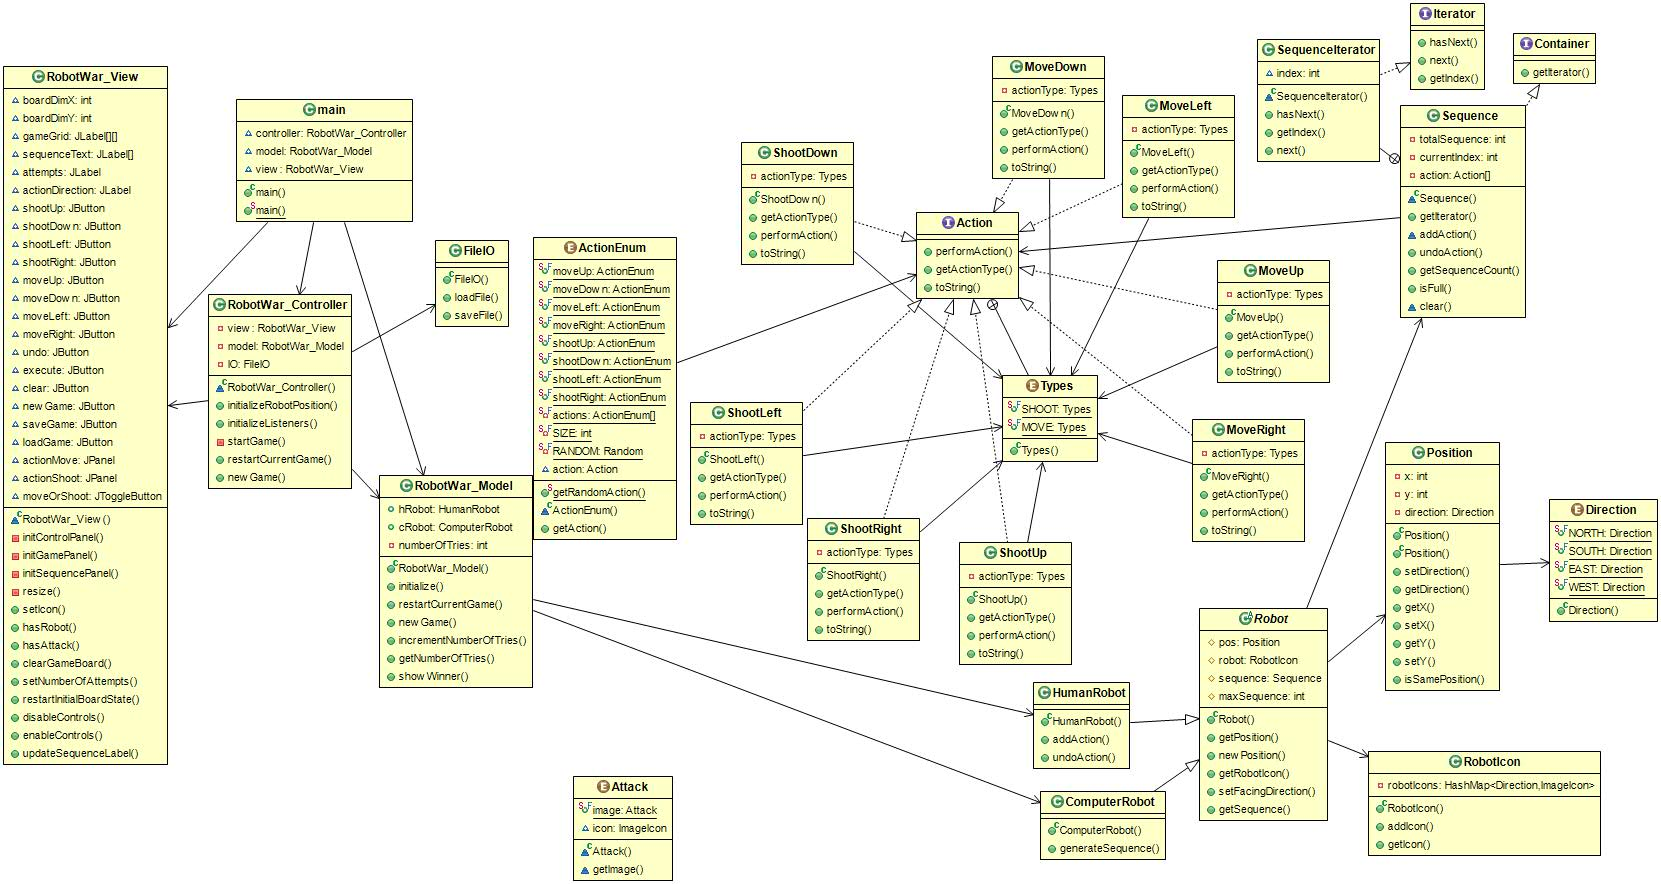 RobotWar_View
boardDimX: int
boardDimY: int
gameGrid: JLabel[][]
sequenceText: JLabel[]
attempts: JLabel
actionDirection: JLabel
shootUp: JButton
shootDown: JButton
shootLeft: JButton
shootRight: JButton
moveUp: JButton
moveDown: JButton
moveLeft: JButton
moveRight: JButton
undo: JButton
execute: JButton
clear: JButton
newGame: JButton
saveGame: JButton
loadGame: JButton
actionMove: JPanel
actionShoot: JPanel
moveOrShoot: JToggleButton
RobotWar_View()
initControlPanel()
initGamePanel()
initSequencePanel()
resize()
setIcon()
hasRobot()
hasAttack()
clearGameBoard()
setNumberOfAttempts()
restartInitialBoardState()
disableControls()
enableControls()
updateSequenceLabel()
main
controller: RobotWar_Controller
model: RobotWar_Model
view: RobotWar_View
main()
main()
RobotWar_Controller
view: RobotWar_View
model: RobotWar_Model
IO: FileIO
RobotWar_Controller()
initializeRobotPosition()
initializeListeners()
startGame()
restartCurrentGame()
newGame()
FileIO
FileIO()
loadFile()
saveFile()
RobotWar_Model
hRobot: HumanRobot
cRobot: ComputerRobot
numberOfTries: int
RobotWar_Model()
initialize()
restartCurrentGame()
newGame()
incrementNumberOfTries()
getNumberOfTries()
showWinner()
ActionEnum
moveUp: ActionEnum
moveDown: ActionEnum
moveLeft: ActionEnum
moveRight: ActionEnum
shootUp: ActionEnum
shootDown: ActionEnum
shootLeft: ActionEnum
shootRight: ActionEnum
actions: ActionEnum[]
SIZE: int
RANDOM: Random
action: Action
getRandomAction()
ActionEnum()
getAction()
Attack
image: Attack
icon: ImageIcon
Attack()
getImage()
ShootDown
actionType: Types
ShootDown()
getActionType()
performAction()
toString()
MoveDown
actionType: Types
MoveDown()
getActionType()
performAction()
toString()
MoveLeft
actionType: Types
MoveLeft()
getActionType()
performAction()
toString()
Action
performAction()
getActionType()
toString()
MoveUp
actionType: Types
MoveUp()
getActionType()
performAction()
toString()
Types
SHOOT: Types
MOVE: Types
Types()
ShootLeft
actionType: Types
ShootLeft()
getActionType()
performAction()
toString()
MoveRight
actionType: Types
MoveRight()
getActionType()
performAction()
toString()
ShootRight
actionType: Types
ShootRight()
getActionType()
performAction()
toString()
ShootUp
actionType: Types
ShootUp()
getActionType()
performAction()
toString()
SequenceIterator
index: int
SequenceIterator()
hasNext()
getIndex()
next()
Iterator
hasNext()
next()
getIndex()
Container
getIterator()
Sequence
totalSequence: int
currentIndex: int
action: Action[]
Sequence()
getIterator()
addAction()
undoAction()
getSequenceCount()
isFull()
clear()
Position
x: int
y: int
direction: Direction
Position()
Position()
setDirection()
getDirection()
getX()
setX()
getY()
setY()
isSamePosition()
Direction
NORTH: Direction
SOUTH: Direction
EAST: Direction
WEST: Direction
Direction()
Robot
pos: Position
robot: RobotIcon
sequence: Sequence
maxSequence: int
Robot()
getPosition()
newPosition()
getRobotIcon()
setFacingDirection()
getSequence()
HumanRobot
HumanRobot()
addAction()
undoAction()
ComputerRobot
ComputerRobot()
generateSequence()
RobotIcon
robotIcons: HashMap<Direction,ImageIcon>
RobotIcon()
addIcon()
getIcon()